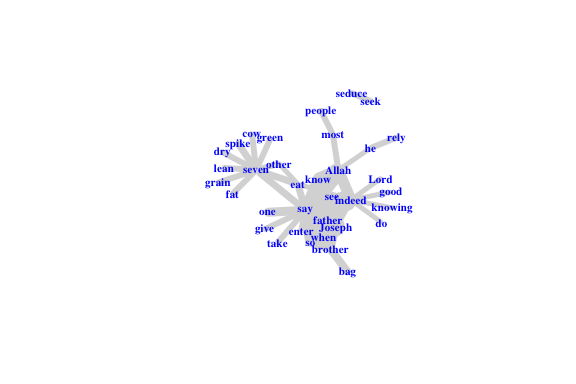 seduce
seek
people
most
rely
he
cow
green
spike
dry
other
lean
seven
Allah
know
eat
grain
Lord
fat
good
see
indeed
knowing
say
one
father
do
give
Joseph
enter
when
take
so
brother
bag